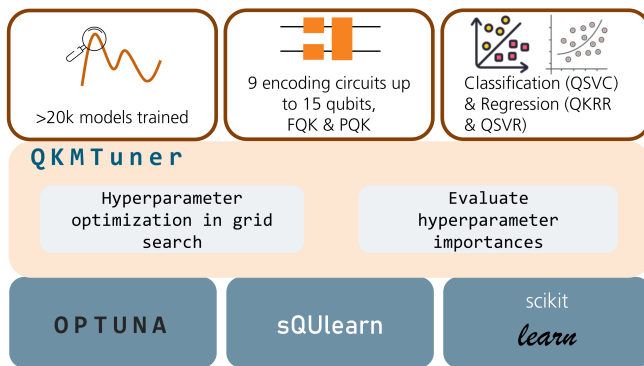 >20k models trained
9 encoding circuits up
to 15 qubits,
FQK & PQK
Classification (QSVC)
& Regression (QKRR
& QSVR)
QKMTuner
Hyperparameter
optimization in grid
search
Evaluate
hyperparameter
importances
OPTUNA
sQUlearn
scikit
learn